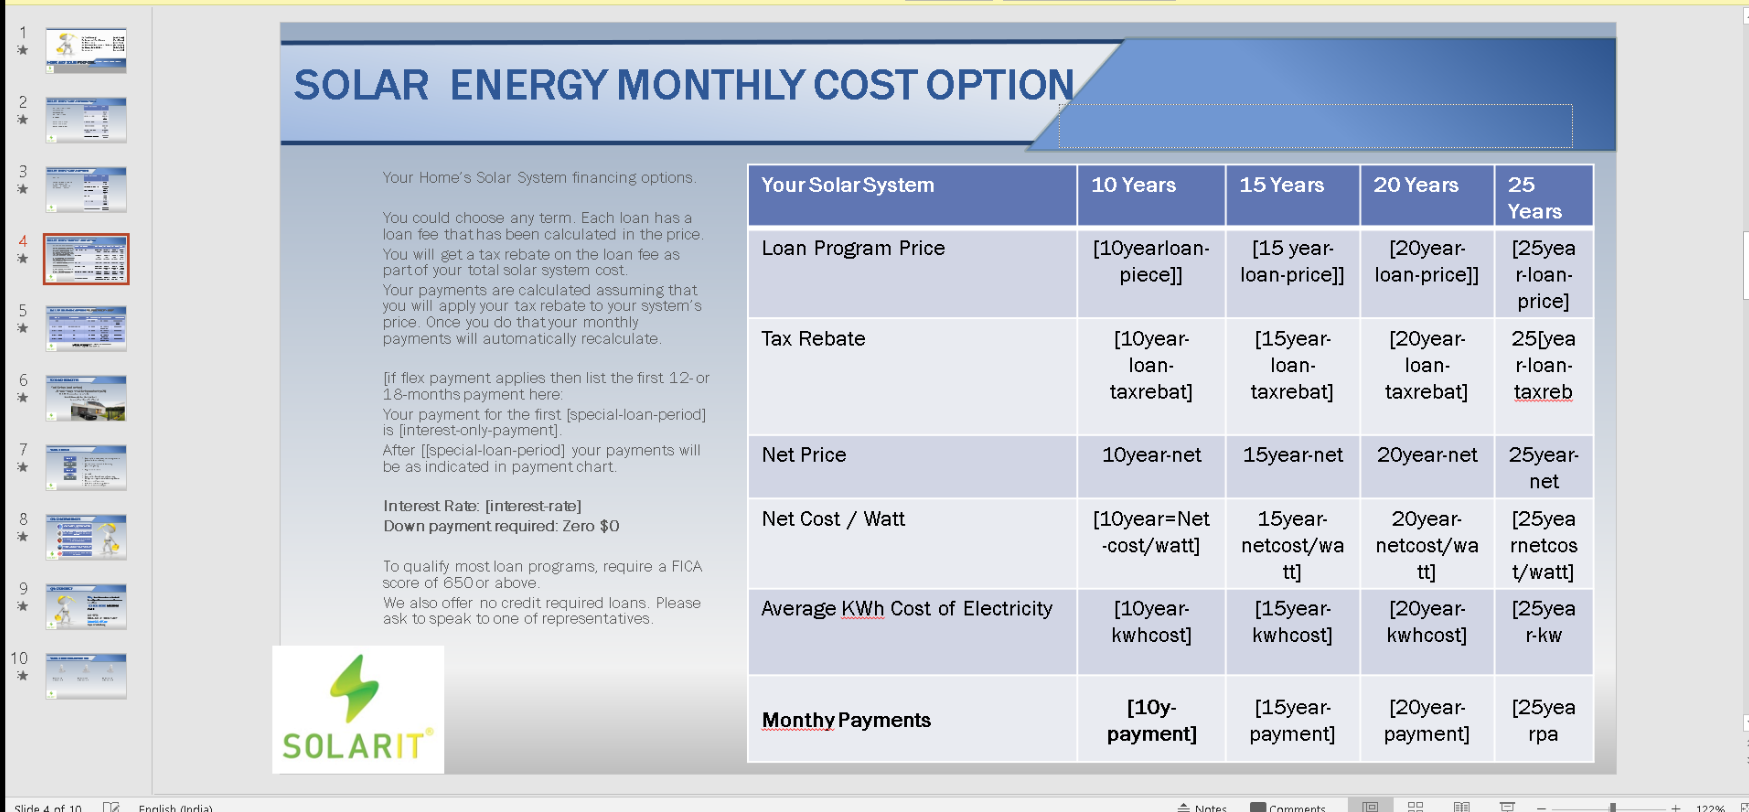 1
2
3
4
5
6
7
8
9
10
SOLAR ENERGY MONTHLY COST OPTION
Your Home's Solar System financing options.
You could choose any term. Each loan has a
loan fee that has been calculated in the price.
You will get a tax rebate on the loan fee as
part of your total solar system cost.
Your payments are calculated assuming that
you will apply your tax rebate to your system's
price. Once you do that your monthly
payments will automatically recalculate.
[if flex payment applies then list the first 12- or
18-months payment here:
Your payment for the first [special-loan-period]
is [interest-only-payment].
After [[special-loan-period] your payments will
be as indicated in payment chart.
Interest Rate: [interest-rate]
Down payment required: Zero $0
To qualify most loan programs, require a FICA
score of 650 or above.
We also offer no credit required loans. Please
ask to speak to one of representatives.
SOLARIT®
Your Solar System
10 Years
15 Years
20 Years
25
Years
Loan Program Price
[10yearloan-
piece]]
[15 year-
loan-price]]
[20year-
loan-price]]
[25yea
r-loan-
price]
Tax Rebate
[10year-
loan-
taxrebat]
[15year-
loan-
taxrebat]
[20year-
loan-
taxrebat]
25[yea
r-loan-
taxreb
Net Price
10year-net
15year-net
20year-net
25year-
net
Net Cost / Watt
[10year=Net
-cost/watt]
15year-
netcost/wa
tt]
20year-
netcost/wa
tt]
[25yea
rnetcos
t/watt]
Average KWh Cost of Electricity
[10year-
kwhcost]
[15year-
kwhcost]
[20year-
kwhcost]
[25yea
r-kw
Monthy Payments
[10y-
payment]
[15year-
payment]
[20year-
payment]
[25yea
rpa
Slide 4 of 10
English (India)
Notes
Comments
122%